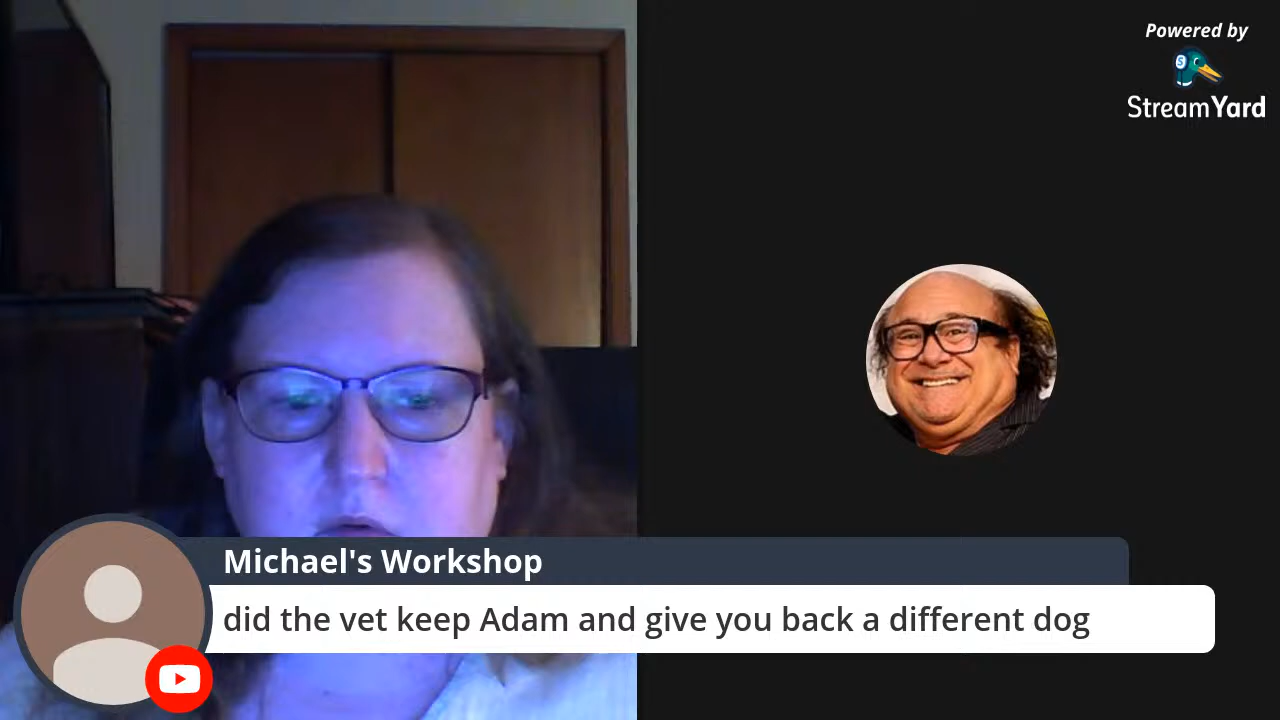 Powered by
StreamYard
Michael's Workshop
did the vet keep Adam and give you back a different dog